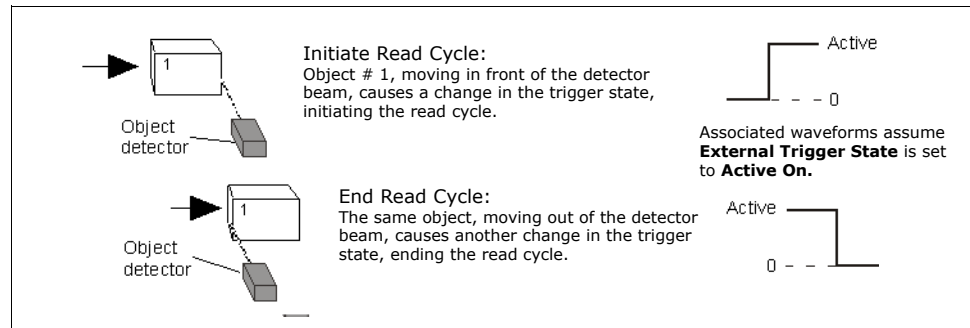 1
Object
detector
Initiate Read Cycle:
Object # 1, moving in front of the detector
beam, causes a change in the trigger state,
initiating the read cycle.
Active
0
Associated waveforms assume
External Trigger State is set
to Active On.
1
Object
detector
End Read Cycle:
The same object, moving out of the detector
beam, causes another change in the trigger
state, ending the read cycle.
Active
0